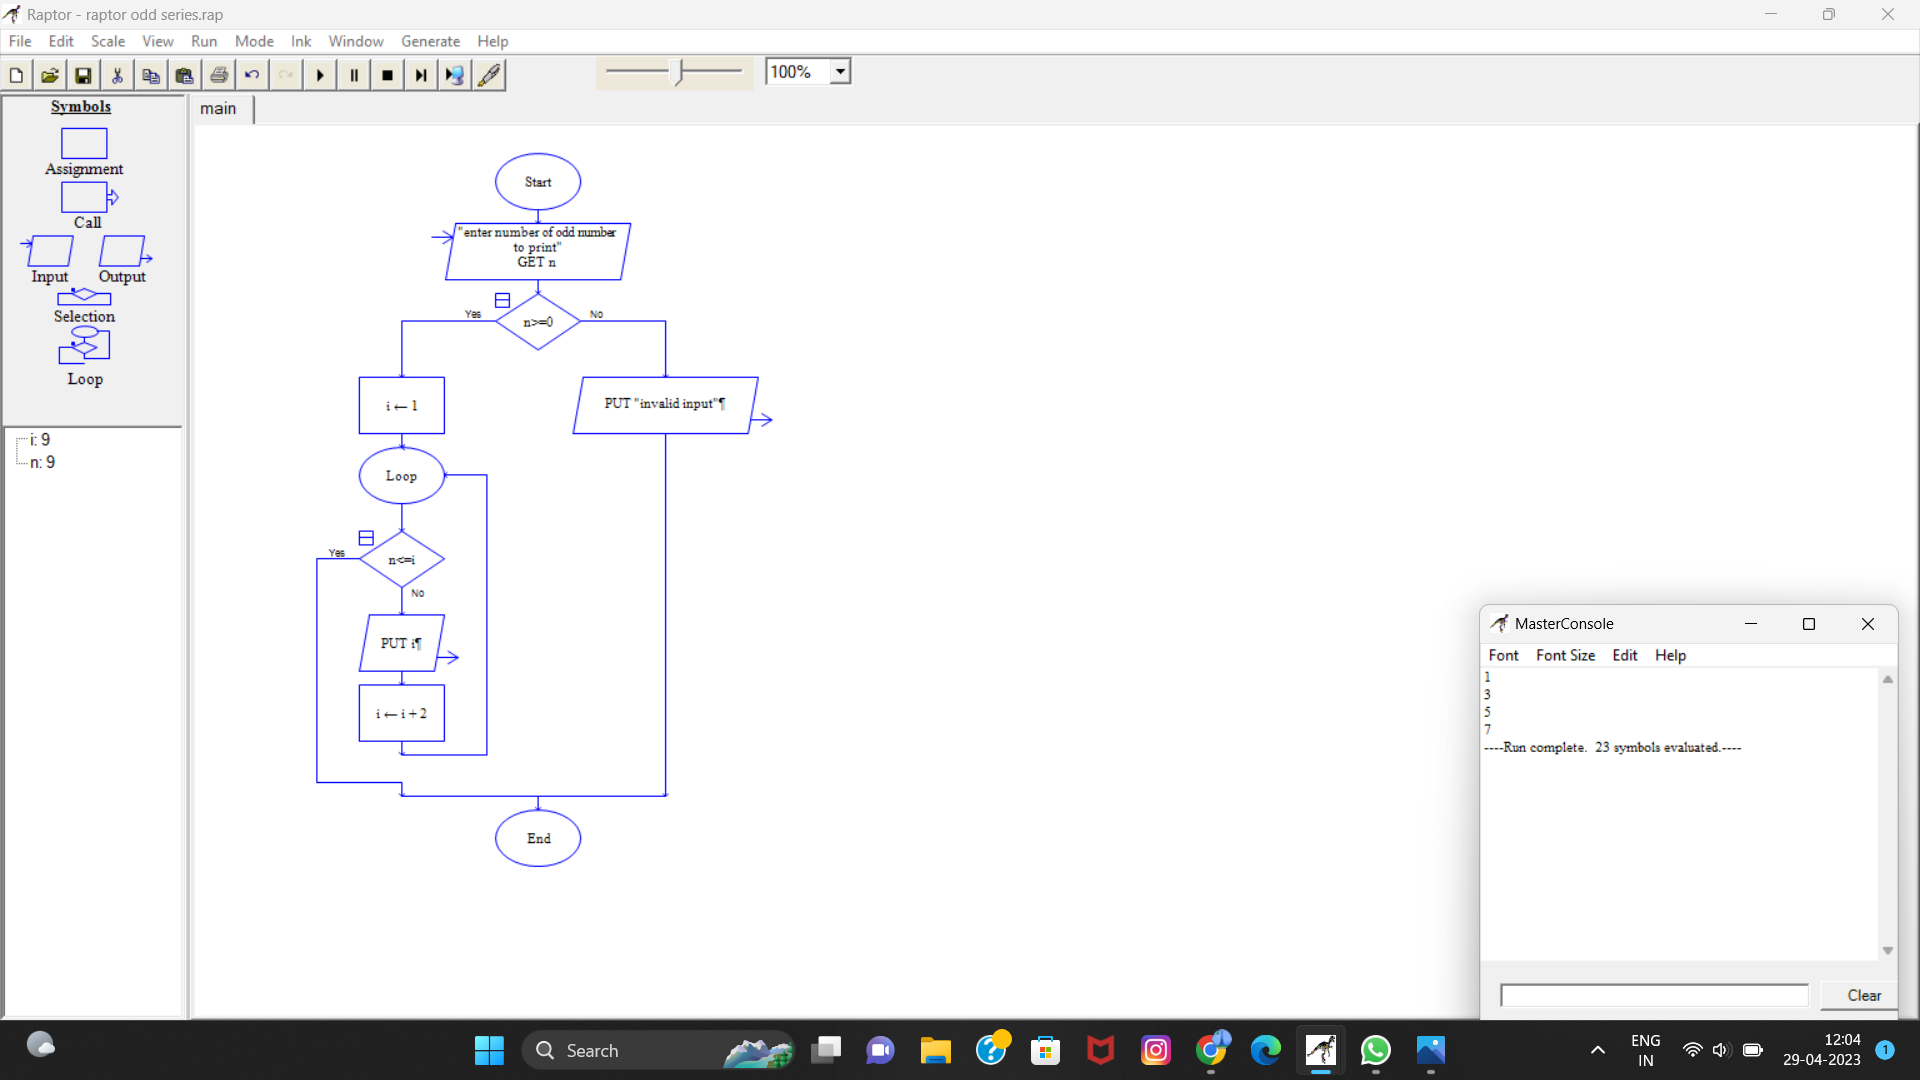 Raptor - raptor odd series.rap
File Edit Scale View Run Mode Ink Window Generate Help
100%
Symbols
main
Assignment
Call
Input Output
Selection
Loop
i: 9
n: 9
Start
"enter number of odd number
to print"
GET n
Yes
n>=0
No
i ← 1
PUT "invalid input"¶
Loop
Yes
n<=i
No
PUT i¶
i ← i + 2
End
MasterConsole
Font Font Size Edit Help
1
3
5
7
----Run complete.  23 symbols evaluated.----
Clear
Search
ENG
IN
12:04
29-04-2023
1